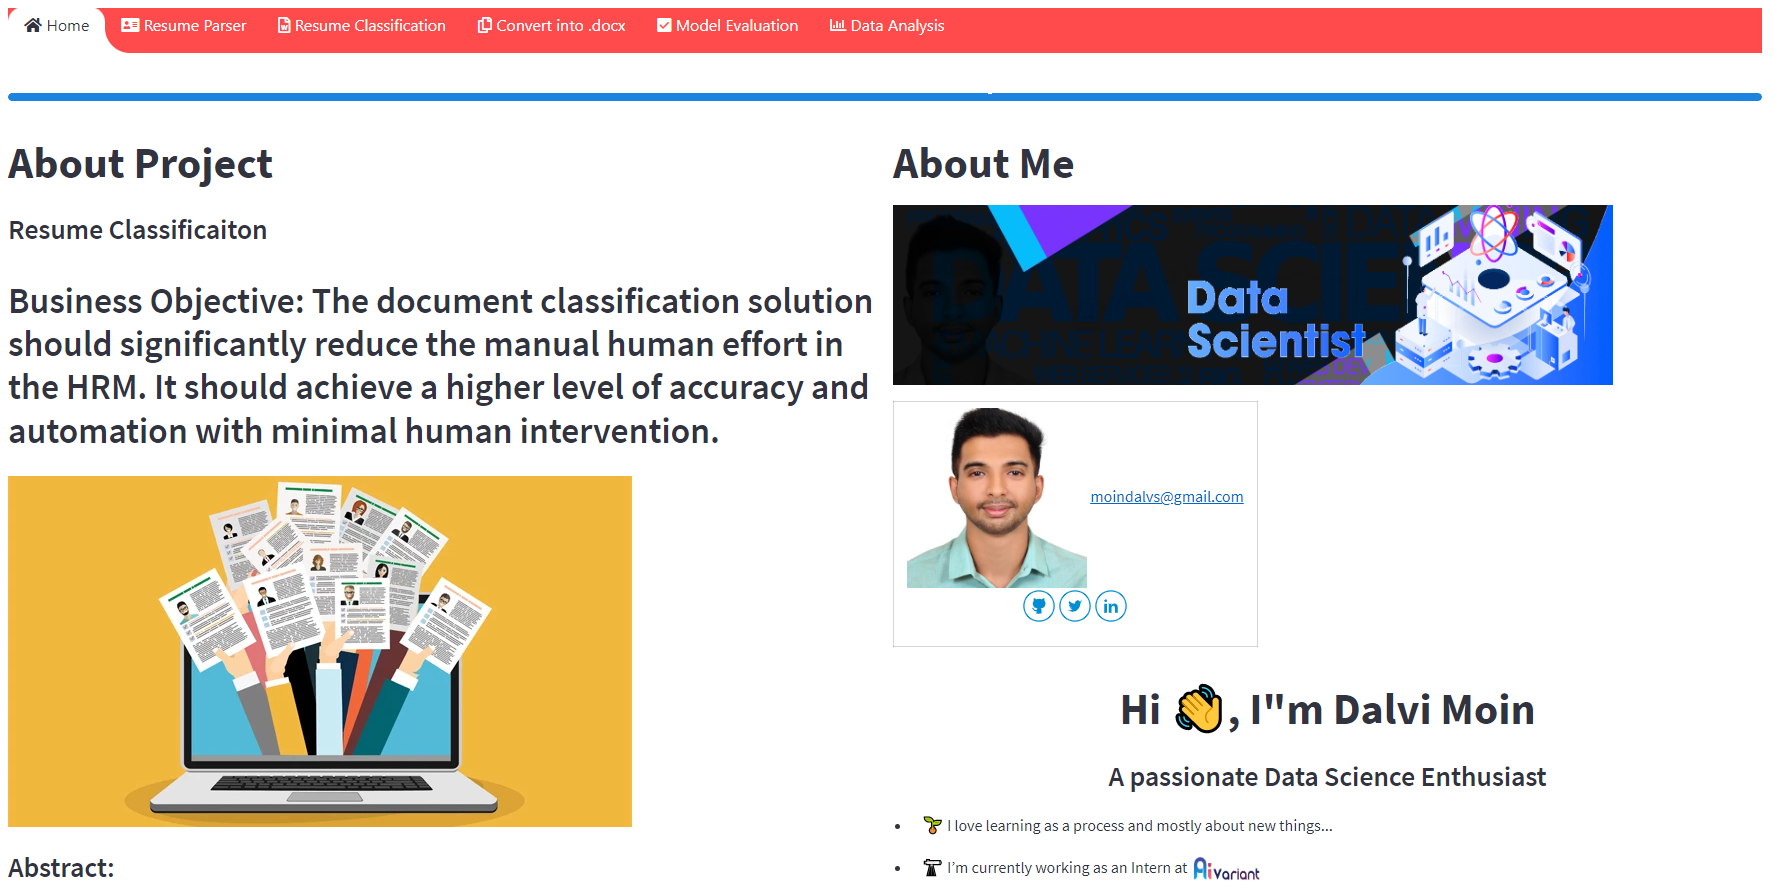 Home Resume Parser Resume Classification Convert into .docx Model Evaluation Data Analysis
About Project
Resume Classificaiton
Business Objective: The document classification solution
should significantly reduce the manual human effort in
the HRM. It should achieve a higher level of accuracy and
automation with minimal human intervention.
Abstract:
About Me
Data
Scientist
moindalvs@gmail.com
in
Hi 👋, I"m Dalvi Moin
A passionate Data Science Enthusiast
• 🌱 I love learning as a process and mostly about new things...
• I'm currently working as an Intern at AiVariant